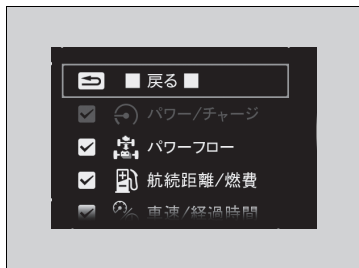 ■ 戻る ■
パワー/チャージ
パワーフロー
航続距離/燃費
車速/経過時間